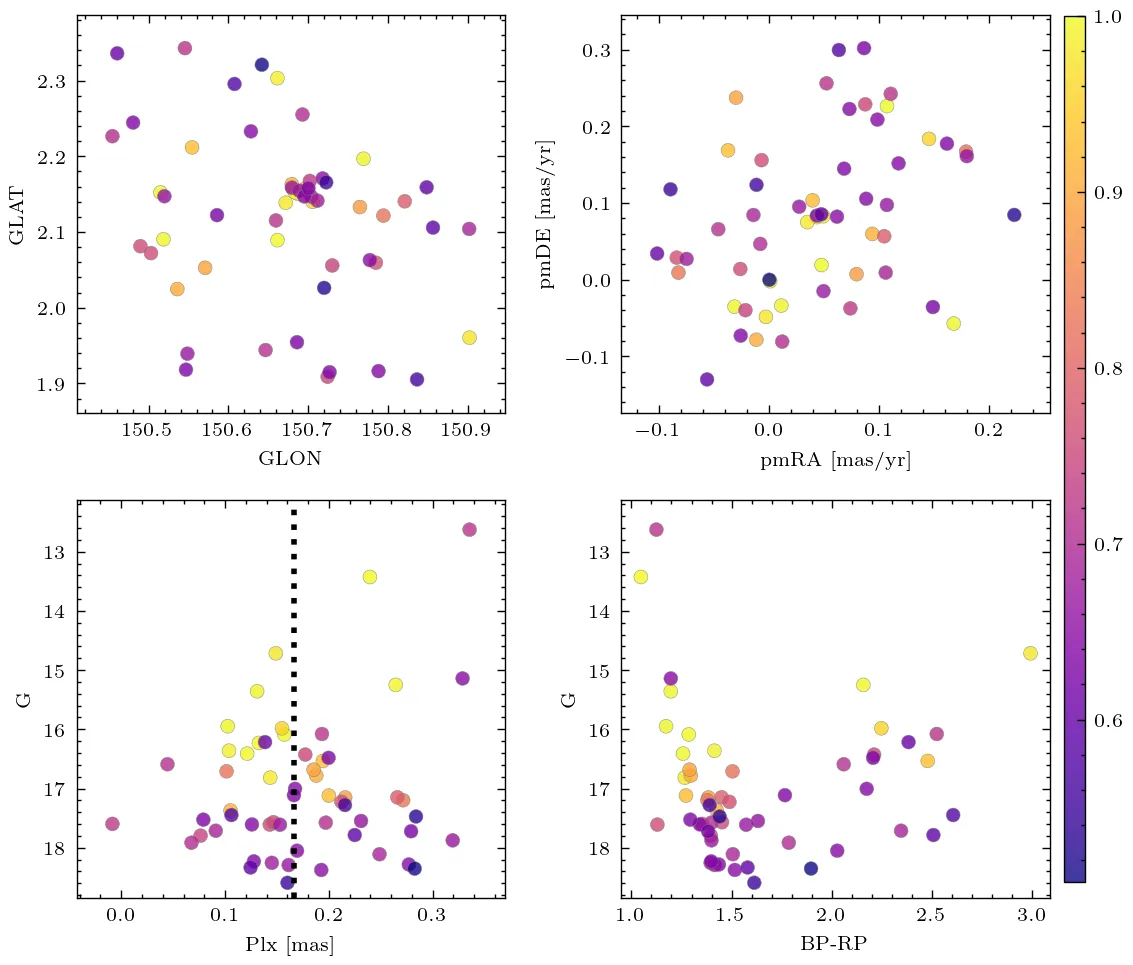 2.3
2.2
2.1
2.0
1.9
GLAT
150.5 150.6 150.7 150.8 150.9
GLON
0.3
0.2
0.1
0.0
−0.1
pmDE [mas/yr]
−0.1 0.0 0.1 0.2
pmRA [mas/yr]
1.0
0.9
0.8
0.7
0.6
13
14
15
16
17
18
G
0.0 0.1 0.2 0.3
Plx [mas]
13
14
15
16
17
18
G
1.0 1.5 2.0 2.5 3.0
BP-RP